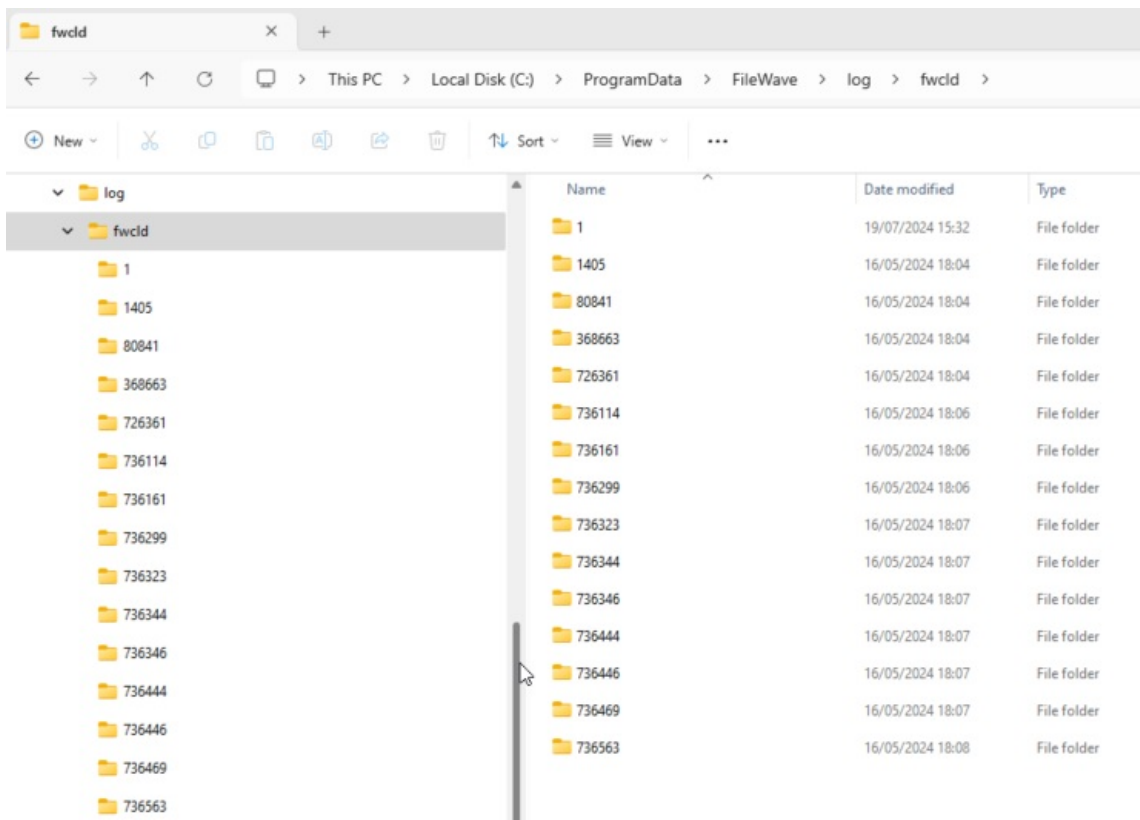 fwcld
This PC > Local Disk (C:) > ProgramData > FileWave > log > fwcld >
New Sort View ...
log
fwcld
1
1405
80841
368663
726361
736114
736161
736299
736323
736344
736346
736444
736446
736469
736563
Name Date modified Type
1 19/07/2024 15:32 File folder
1405 16/05/2024 18:04 File folder
80841 16/05/2024 18:04 File folder
368663 16/05/2024 18:04 File folder
726361 16/05/2024 18:04 File folder
736114 16/05/2024 18:06 File folder
736161 16/05/2024 18:06 File folder
736299 16/05/2024 18:06 File folder
736323 16/05/2024 18:07 File folder
736344 16/05/2024 18:07 File folder
736346 16/05/2024 18:07 File folder
736444 16/05/2024 18:07 File folder
736446 16/05/2024 18:07 File folder
736469 16/05/2024 18:07 File folder
736563 16/05/2024 18:08 File folder